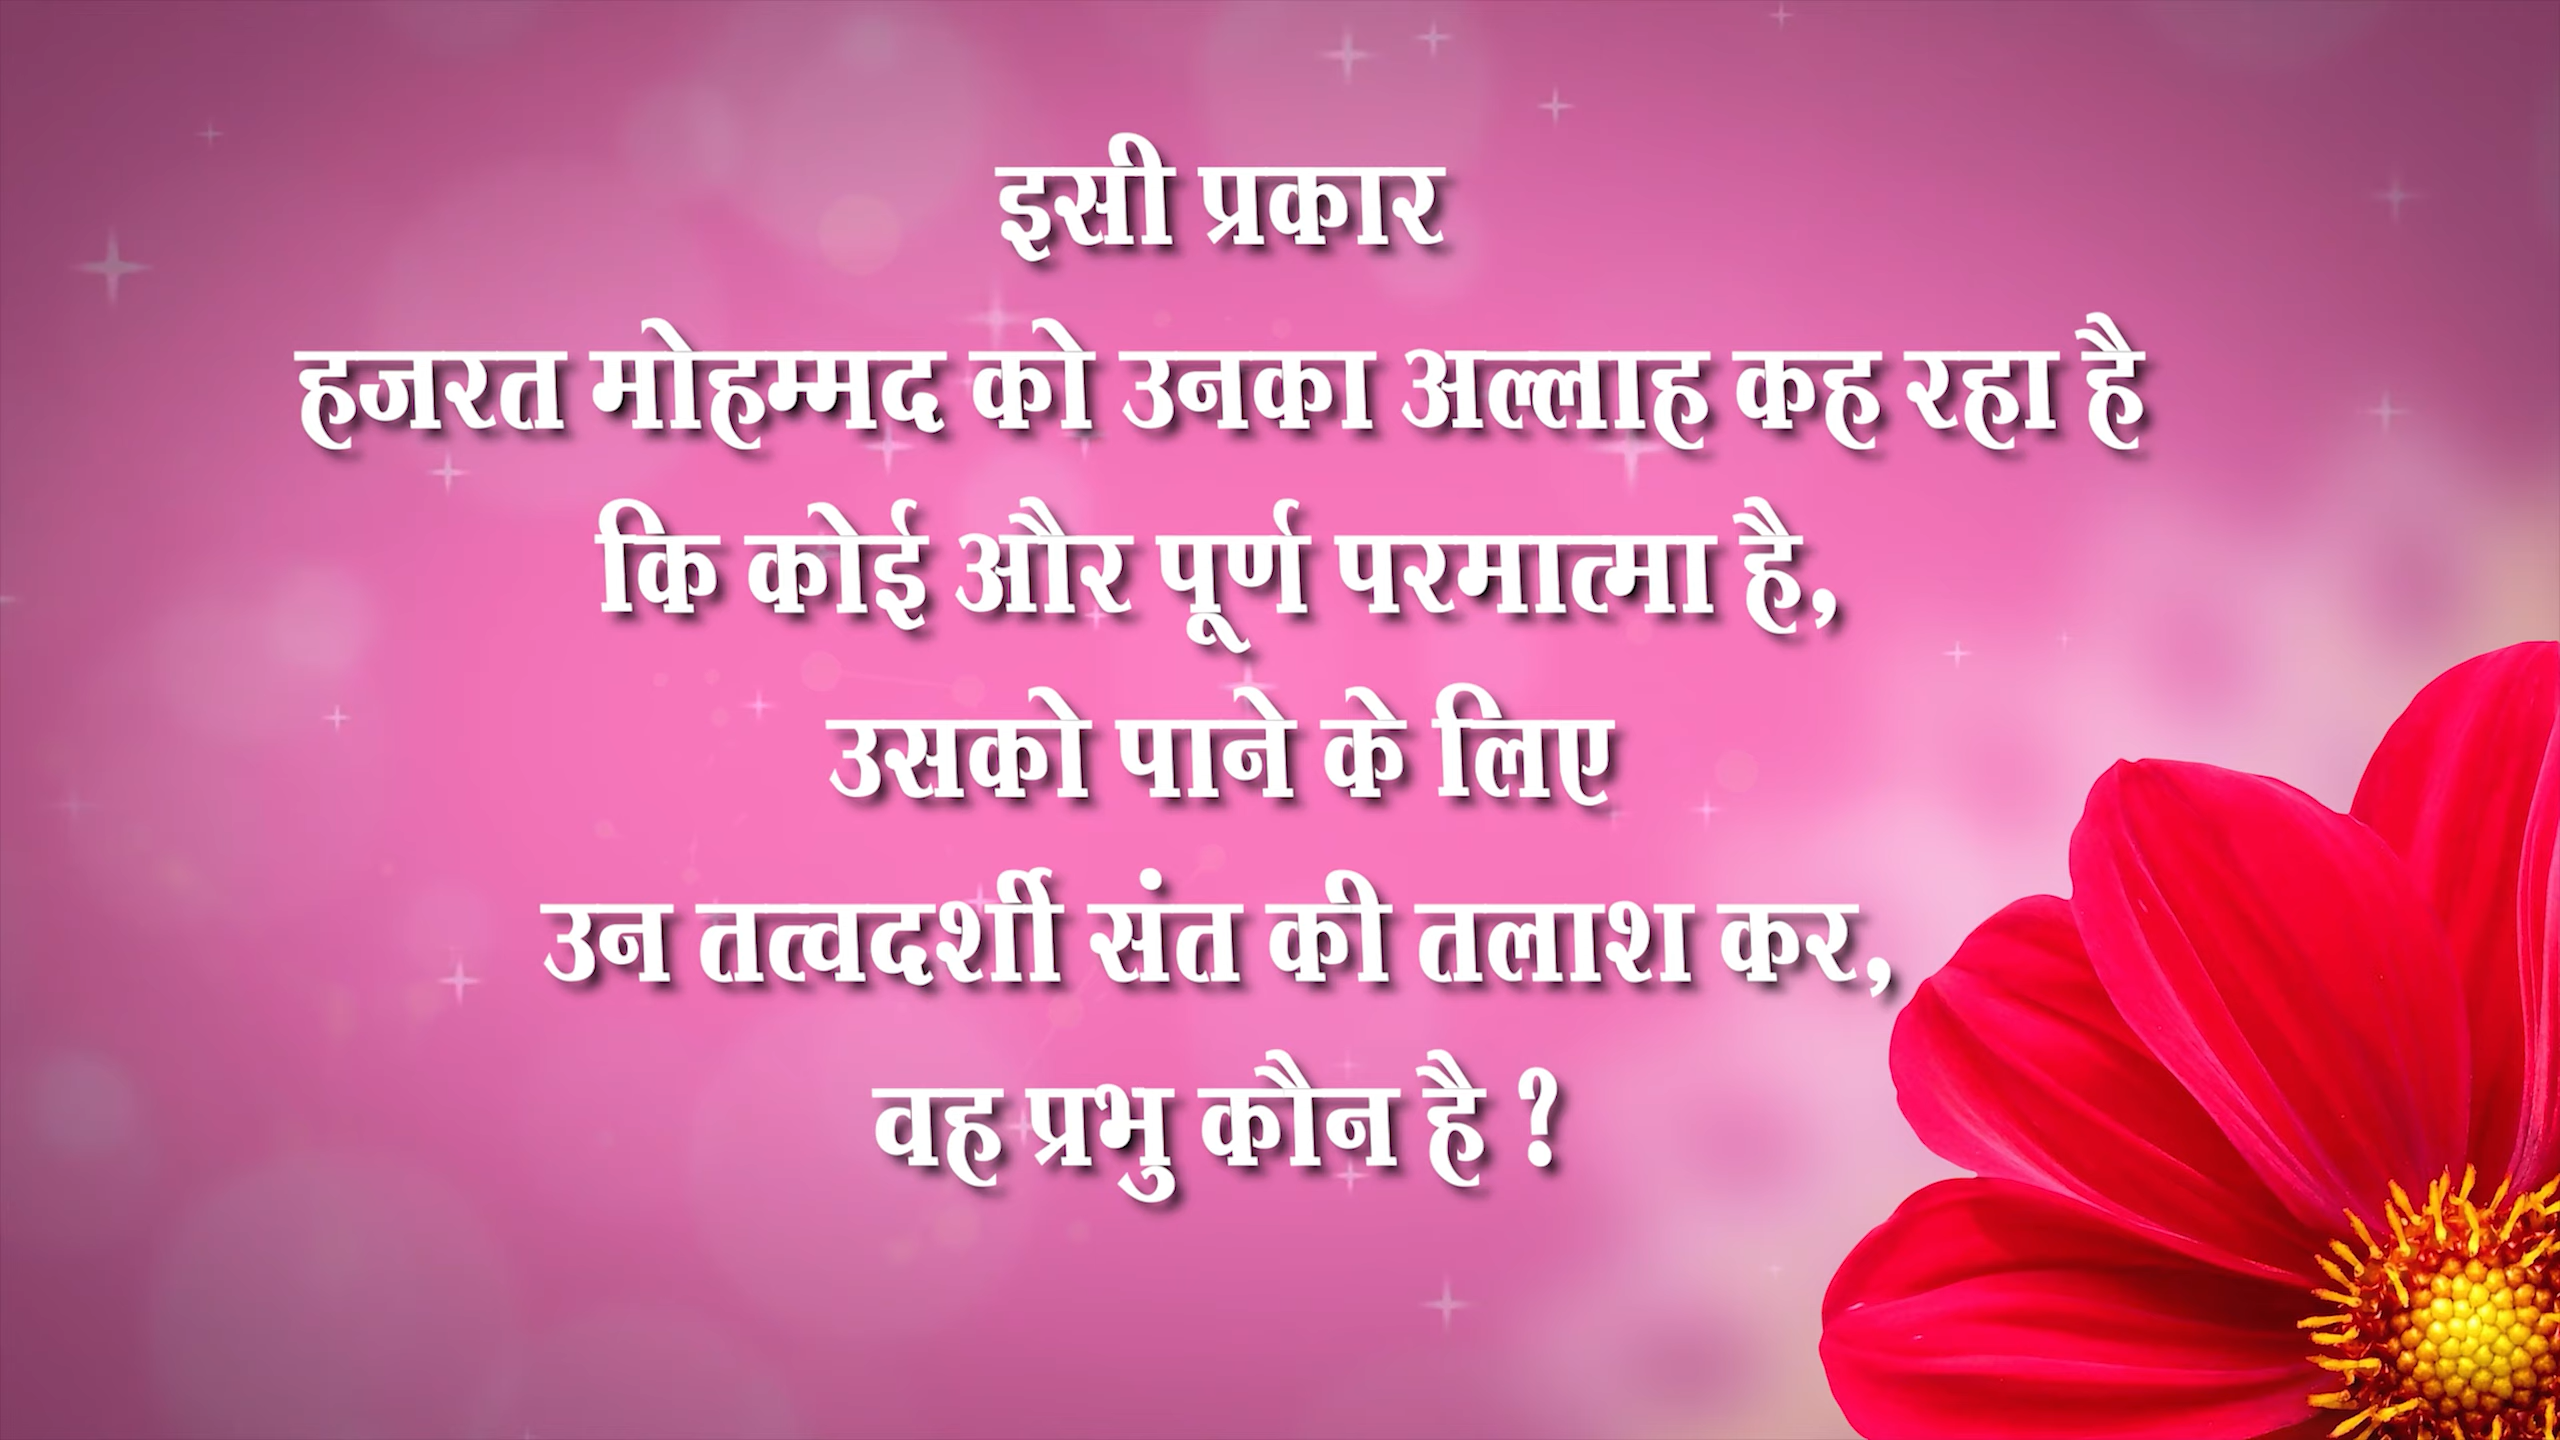 इसी प्रकार
हजरत मोहम्मद को उनका अल्लाह कह रहा है
कि कोई और पूर्ण परमात्मा है,
उसको पाने के लिए
उन तत्वदर्शी संत की तलाश कर,
वह प्रभु कौन है ?